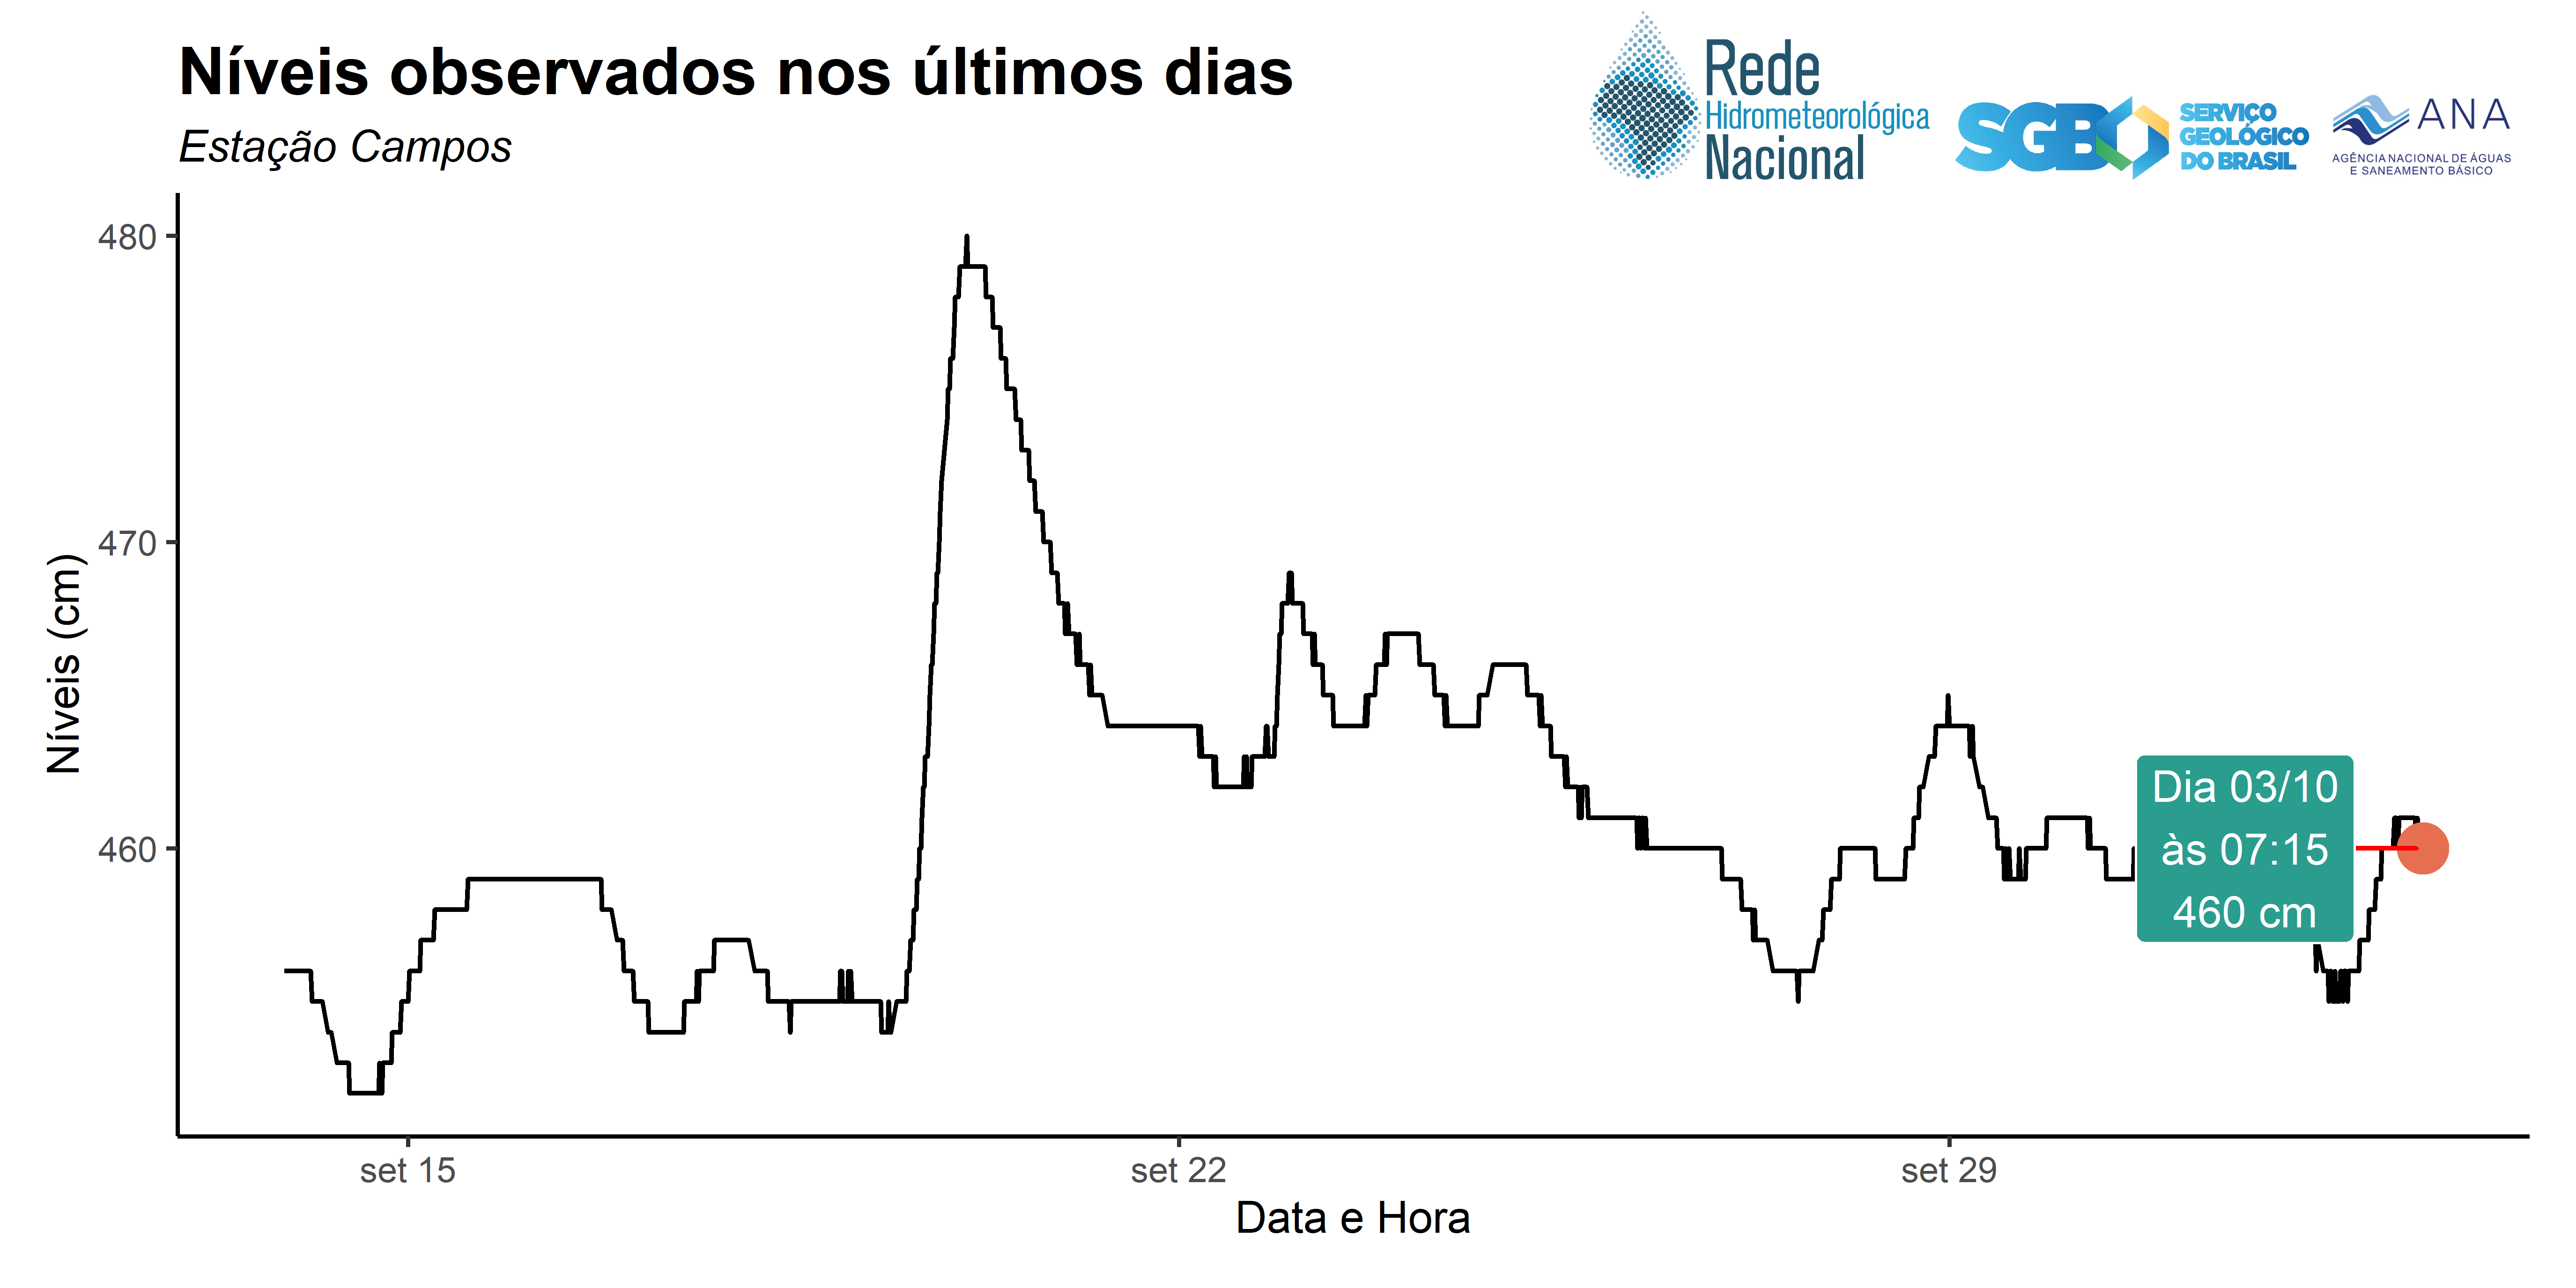 Níveis observados nos últimos dias
Estação Campos
Rede
Hidrometeorológica
Nacional
SGB
SERVIÇO
GEOLÓGICO
DO BRASIL
ANA
AGÊNCIA NACIONAL DE ÁGUAS
E SANEAMENTO BÁSICO
Níveis (cm)
480
470
460
Dia 03/10
às 07:15
460 cm
set 15
set 22
set 29
Data e Hora